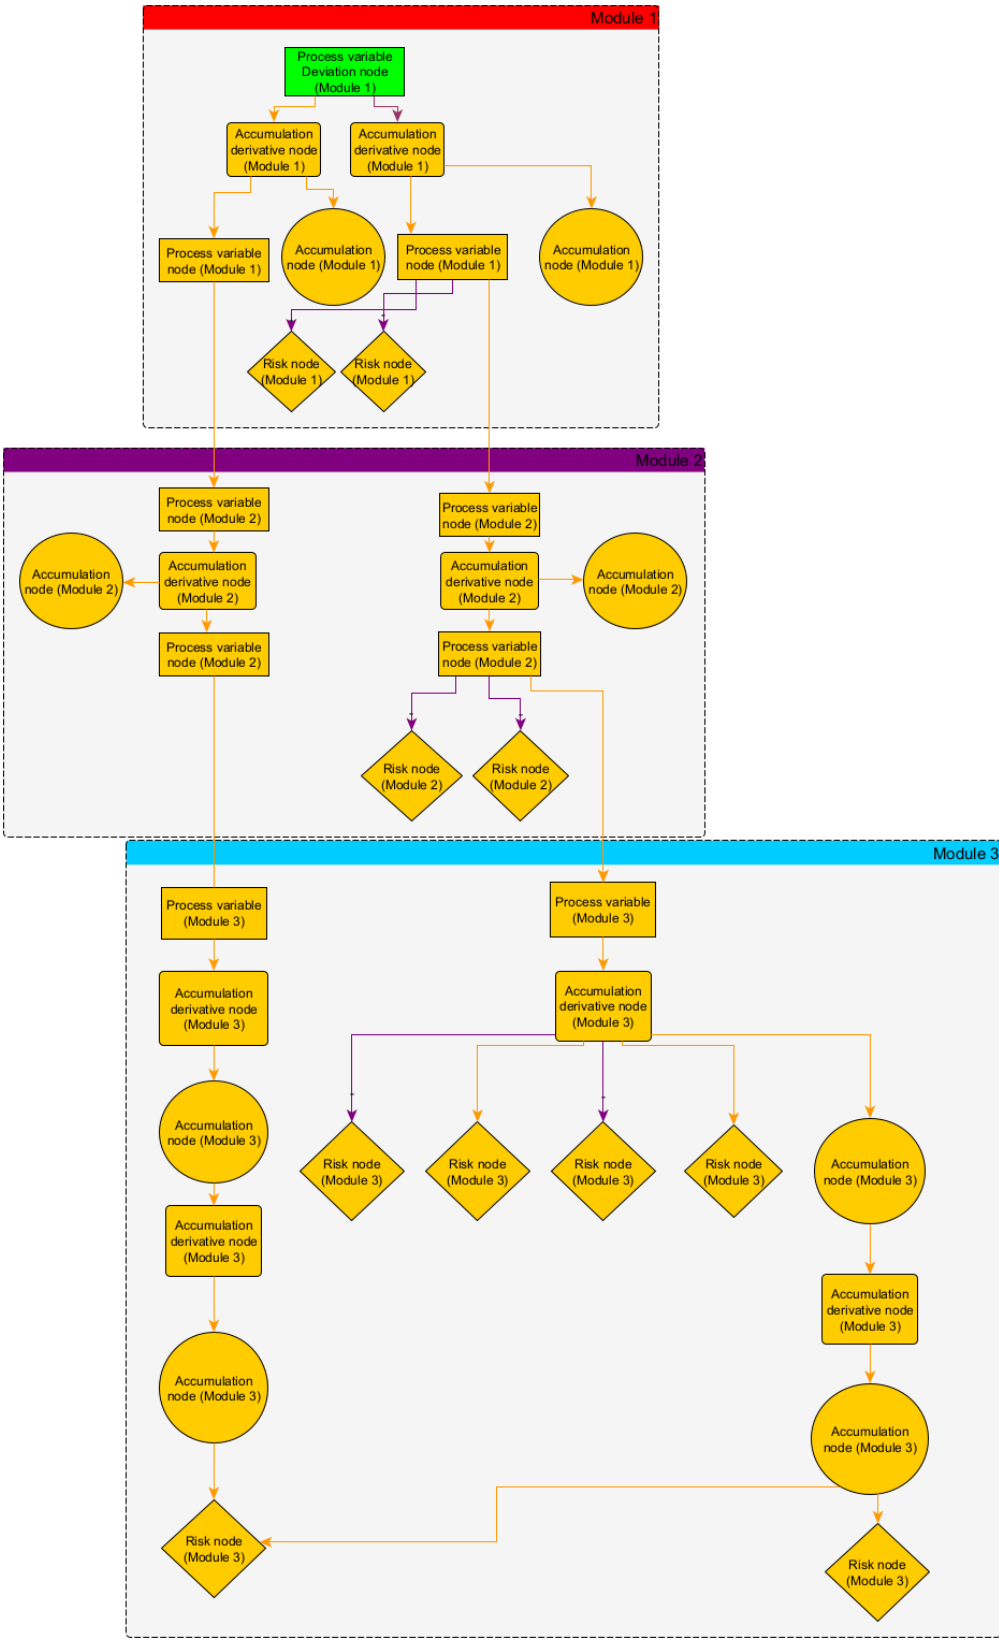 Module 1
Process variable
Deviation node
(Module 1)
Accumulation
derivative node
(Module 1)
Accumulation
derivative node
(Module 1)
Process variable
node (Module 1)
Accumulation
node (Module 1)
Process variable
node (Module 1)
Accumulation
node (Module 1)
-
Risk node
(Module 1)
Risk node
(Module 1)
Module 2
Process variable
node (Module 2)
Process variable
node (Module 2)
Accumulation
node (Module 2)
Accumulation
derivative node
(Module 2)
Accumulation
derivative node
(Module 2)
Accumulation
node (Module 2)
Process variable
node (Module 2)
Process variable
node (Module 2)
-
-
Risk node
(Module 2)
Risk node
(Module 2)
Module 3
Process variable
(Module 3)
Process variable
(Module 3)
Accumulation
derivative node
(Module 3)
Accumulation
derivative node
(Module 3)
-
-
Accumulation
node (Module 3)
Risk node
(Module 3)
Risk node
(Module 3)
Risk node
(Module 3)
Risk node
(Module 3)
Accumulation
node (Module 3)
Accumulation
derivative node
(Module 3)
Accumulation
derivative node
(Module 3)
Accumulation
node (Module 3)
Accumulation
node (Module 3)
Risk node
(Module 3)
Risk node
(Module 3)